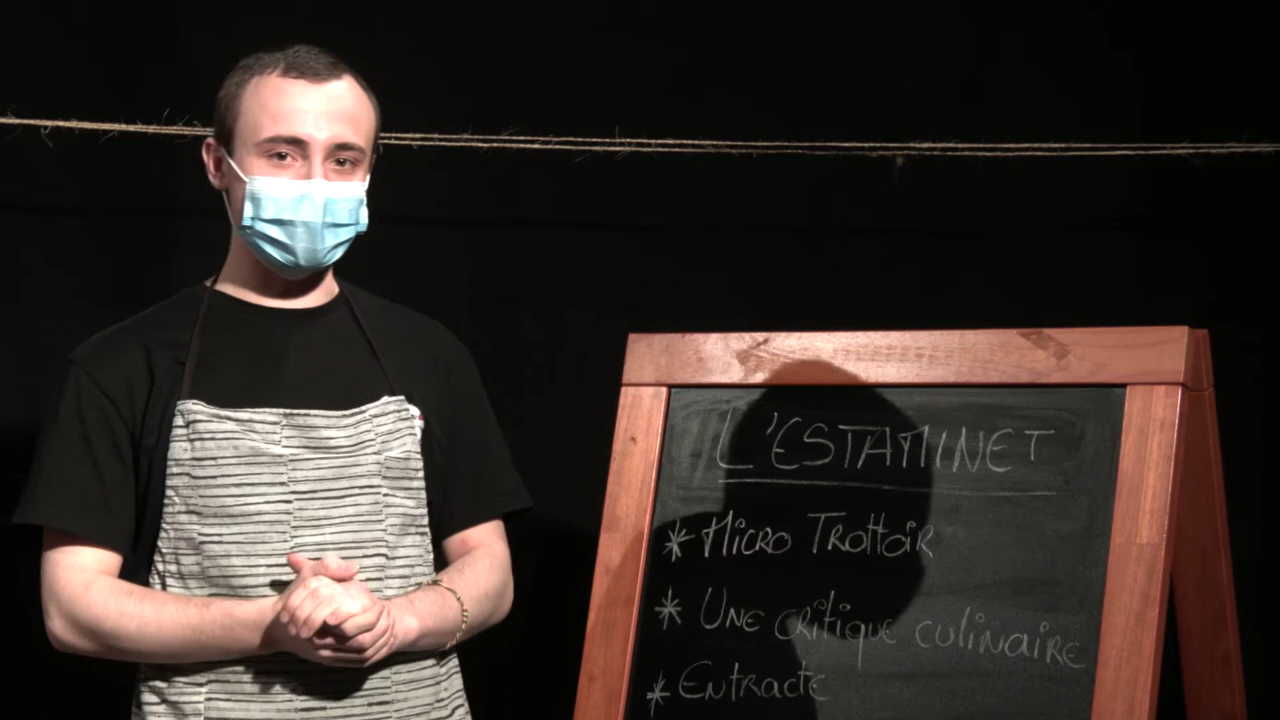 L'ESTAMINET
* Micro Trottoir
* Une critique culinaire
* Entracte